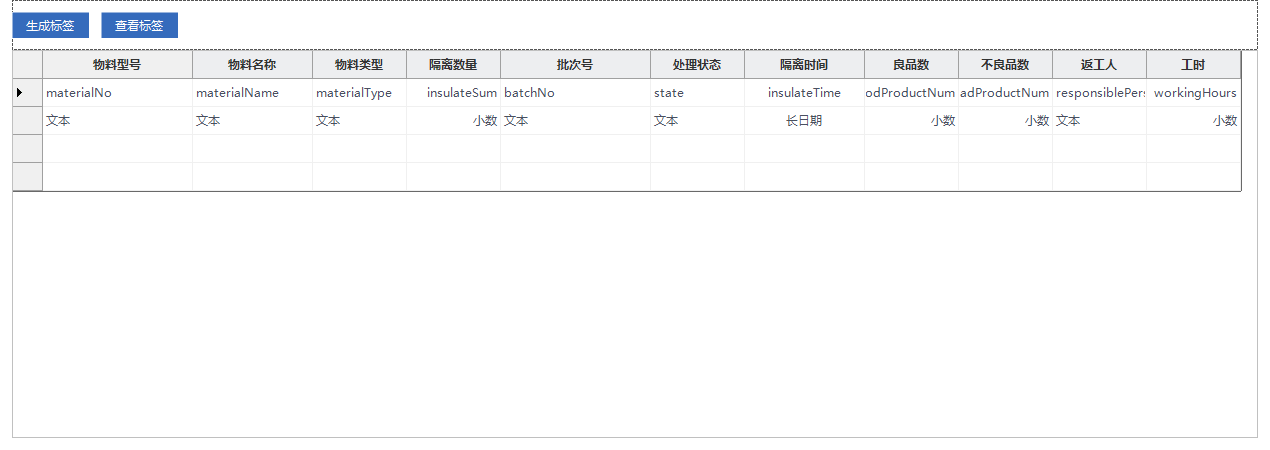 生成标签 查看标签
物料型号 物料名称 物料类型 隔离数量 批次号 处理状态 隔离时间 良品数 不良品数 返工人 工时
materialNo materialName materialType insulateSum batchNo state insulateTime odProductNum adProductNum responsiblePers workingHours
文本 文本 文本 小数 文本 文本 长日期 小数 小数 文本 小数